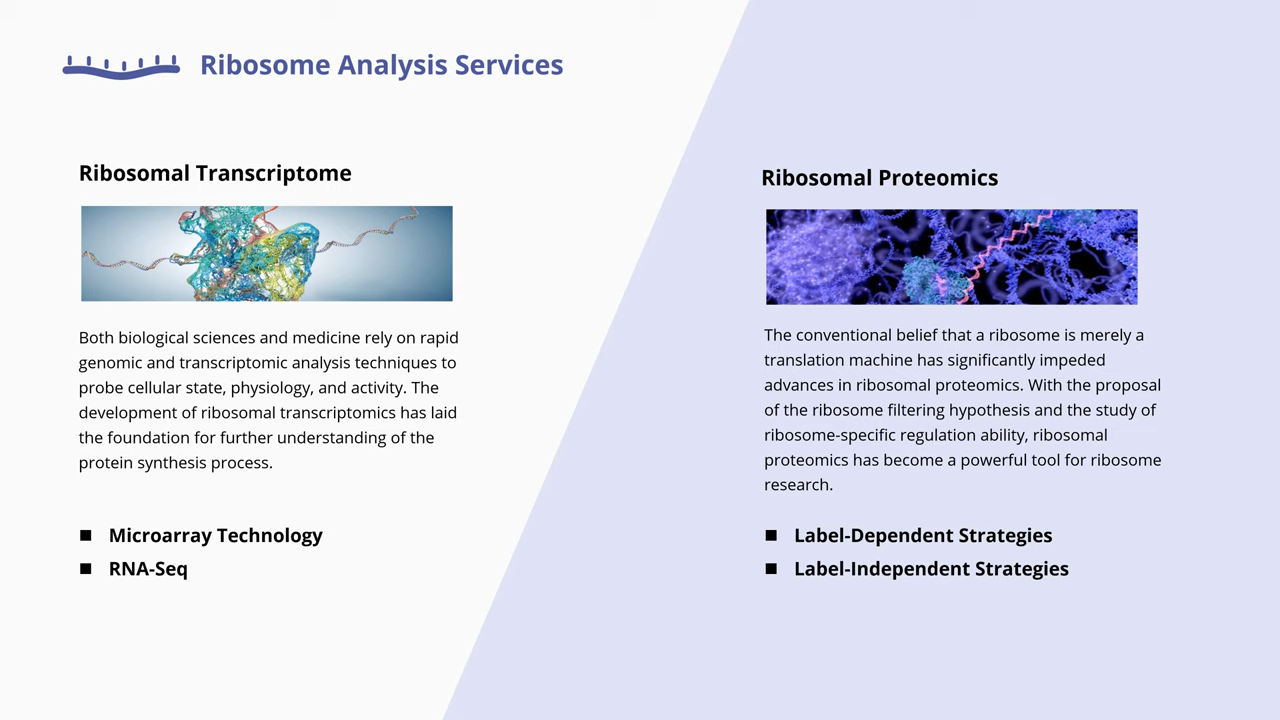 Ribosome Analysis Services
Ribosomal Transcriptome
Both biological sciences and medicine rely on rapid
genomic and transcriptomic analysis techniques to
probe cellular state, physiology, and activity. The
development of ribosomal transcriptomics has laid
the foundation for further understanding of the
protein synthesis process.
■ Microarray Technology
■ RNA-Seq
Ribosomal Proteomics
The conventional belief that a ribosome is merely a
translation machine has significantly impeded
advances in ribosomal proteomics. With the proposal
of the ribosome filtering hypothesis and the study of
ribosome-specific regulation ability, ribosomal
proteomics has become a powerful tool for ribosome
research.
■ Label-Dependent Strategies
■ Label-Independent Strategies